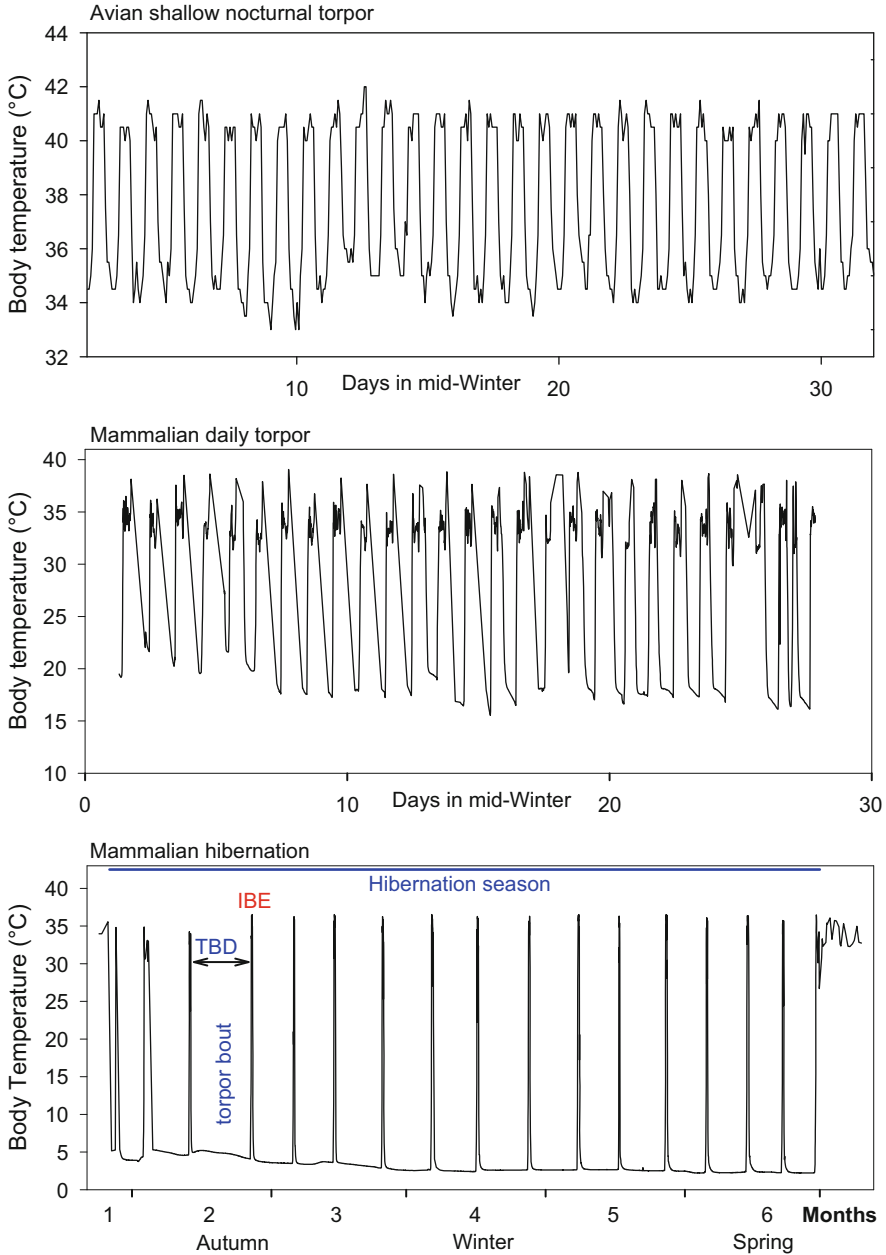 Avian shallow nocturnal torpor
Body temperature (°C)
44
42
40
38
36
34
32
10
20
30
Days in mid-Winter
Mammalian daily torpor
Body temperature (°C)
40
35
30
25
20
15
10
0
10
20
30
Days in mid-Winter
Mammalian hibernation
Body Temperature (°C)
40
35
30
25
20
15
10
5
0
Hibernation season
IBE
TBD
torpor bout
1 2 3 4 5 6 Months
Autumn Winter Spring